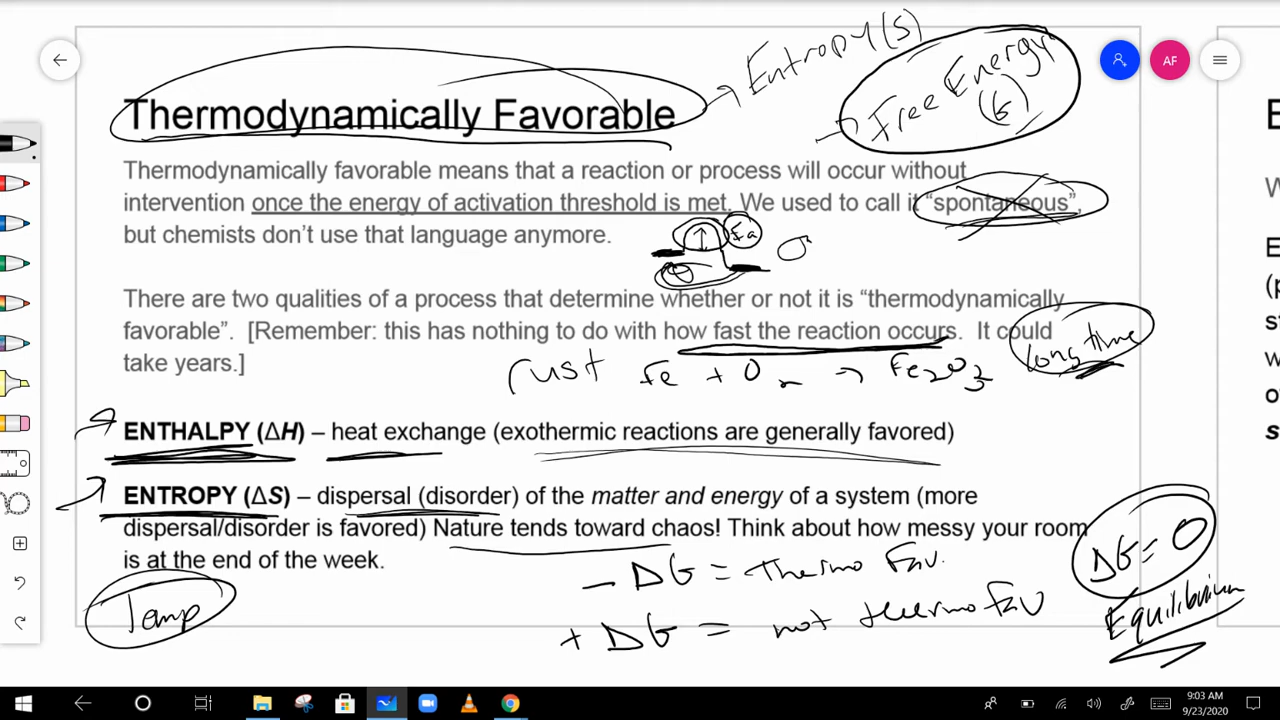 Entropy (S)
Free Energy
(G)
AF
Thermodynamically Favorable
Thermodynamically favorable means that a reaction or process will occur without
intervention once the energy of activation threshold is met. We used to call it “spontaneous”,
but chemists don’t use that language anymore.
Ea
There are two qualities of a process that determine whether or not it is “thermodynamically
favorable”. [Remember: this has nothing to do with how fast the reaction occurs. It could
take years.]
long time
rust Fe + O₂ → Fe₂O₃
ENTHALPY (ΔH) – heat exchange (exothermic reactions are generally favored)
ENTROPY (ΔS) – dispersal (disorder) of the matter and energy of a system (more
dispersal/disorder is favored) Nature tends toward chaos! Think about how messy your room
is at the end of the week.
Temp
- ΔG = thermo Fav.
+ ΔG = not thermo Fav
ΔG = 0
Equilibrium
9:03 AM
9/23/2020